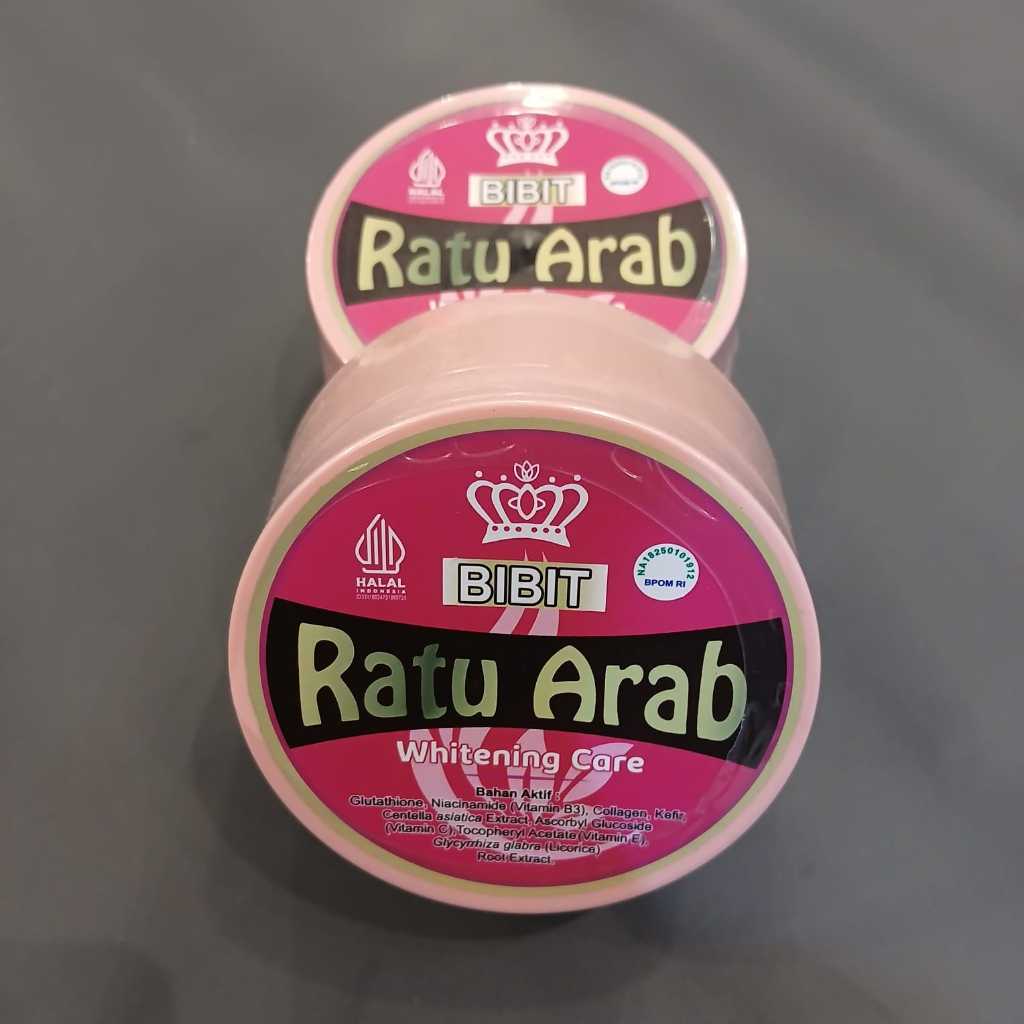 HALAL
BIBIT
Ratu Arab
HALAL
INDONESIA
BIBIT
NA18250101912
BPOM RI
Ratu Arab
Whitening Care
Bahan Aktif :
Glutathione, Niacinamide (Vitamin B3), Collagen, Kefir,
Centella asiatica Extract, Ascorbyl Glucoside
(Vitamin C), Tocopheryl Acetate (Vitamin E),
Glycyrrhiza glabra (Licorice)
Root Extract.